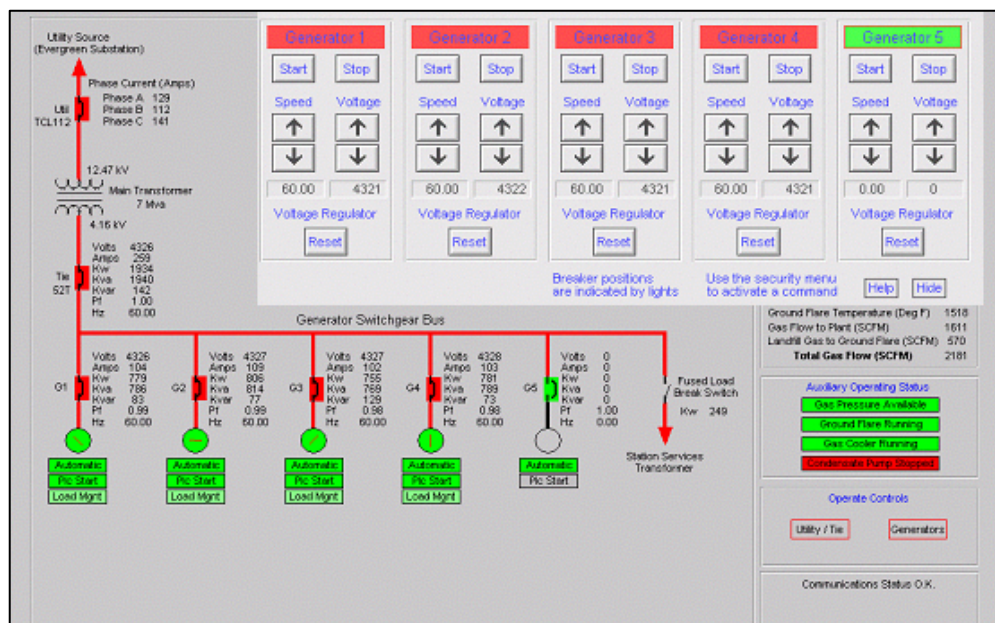 Utility Source
(Evergreen Substation)
Phase Current (Amps)
Phase A 129
Phase B 112
Phase C 141
Util
TCL112
12.47 kV
Main Transformer
7 Mva
4.16 kV
Volts 4326
Amps 259
Kw 1934
Kva 1940
Kvar 142
Pf 1.00
Hz 60.00
Tie
52T
Generator 1
Start Stop
Speed Voltage
60.00 4321
Voltage Regulator
Reset
Generator 2
Start Stop
Speed Voltage
60.00 4322
Voltage Regulator
Reset
Generator 3
Start Stop
Speed Voltage
60.00 4321
Voltage Regulator
Reset
Generator 4
Start Stop
Speed Voltage
60.00 4321
Voltage Regulator
Reset
Generator 5
Start Stop
Speed Voltage
0.00 0
Voltage Regulator
Reset
Breaker positions
are indicated by lights
Use the security menu
to activate a command
Help Hide
Generator Switchgear Bus
G1
Volts 4326
Amps 104
Kw 779
Kva 786
Kvar 83
Pf 0.99
Hz 60.00
Automatic
Plc Start
Load Mgnt
G2
Volts 4327
Amps 109
Kw 806
Kva 814
Kvar 77
Pf 0.99
Hz 60.00
Automatic
Plc Start
Load Mgnt
G3
Volts 4327
Amps 102
Kw 755
Kva 769
Kvar 129
Pf 0.98
Hz 60.00
Automatic
Plc Start
Load Mgnt
G4
Volts 4328
Amps 103
Kw 781
Kva 789
Kvar 73
Pf 0.98
Hz 60.00
Automatic
Plc Start
Load Mgnt
G5
Volts 0
Amps 0
Kw 0
Kva 0
Kvar 0
Pf 1.00
Hz 0.00
Automatic
Plc Start
Fused Load
Break Switch
Kw 249
Station Services
Transformer
Ground Flare Temperature (Deg F) 1518
Gas Flow to Plant (SCFM) 1611
Landfill Gas to Ground Flare (SCFM) 570
Total Gas Flow (SCFM) 2181
Auxiliary Operating Status
Gas Pressure Available
Ground Flare Running
Gas Cooler Running
Condensate Pump Stopped
Operate Controls
Utility / Tie Generators
Communications Status O.K.